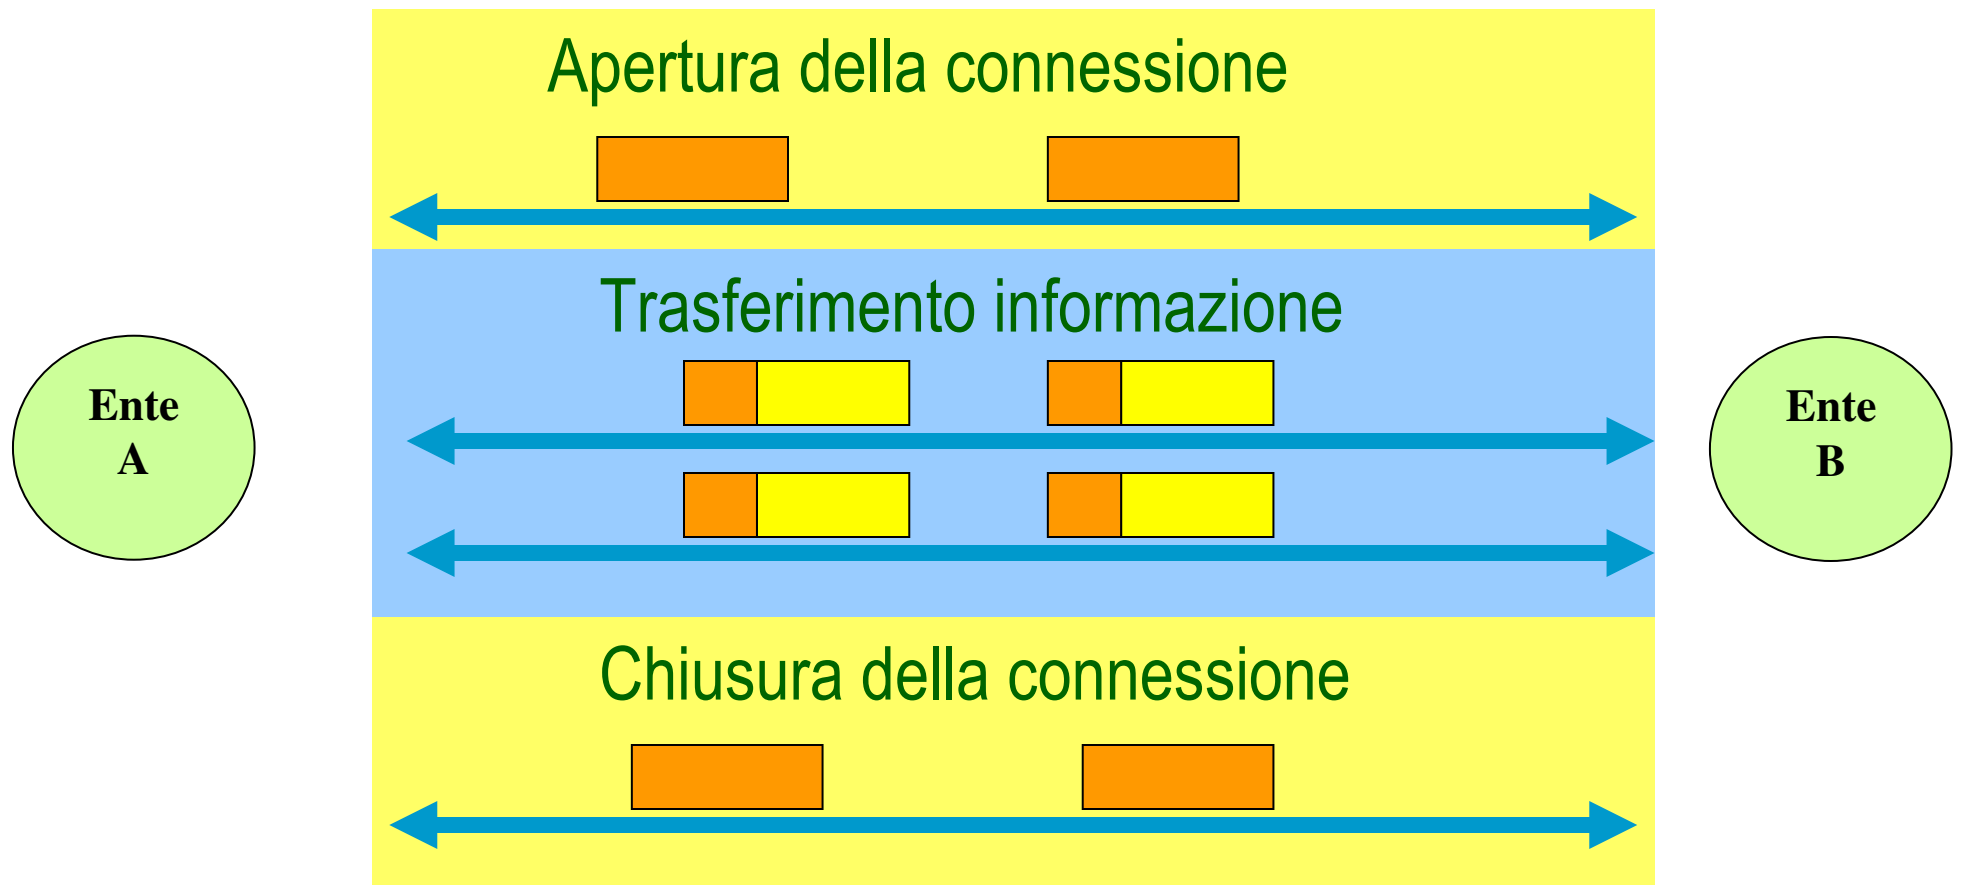 Apertura della connessione
Trasferimento informazione
Ente
A
Ente
B
Chiusura della connessione